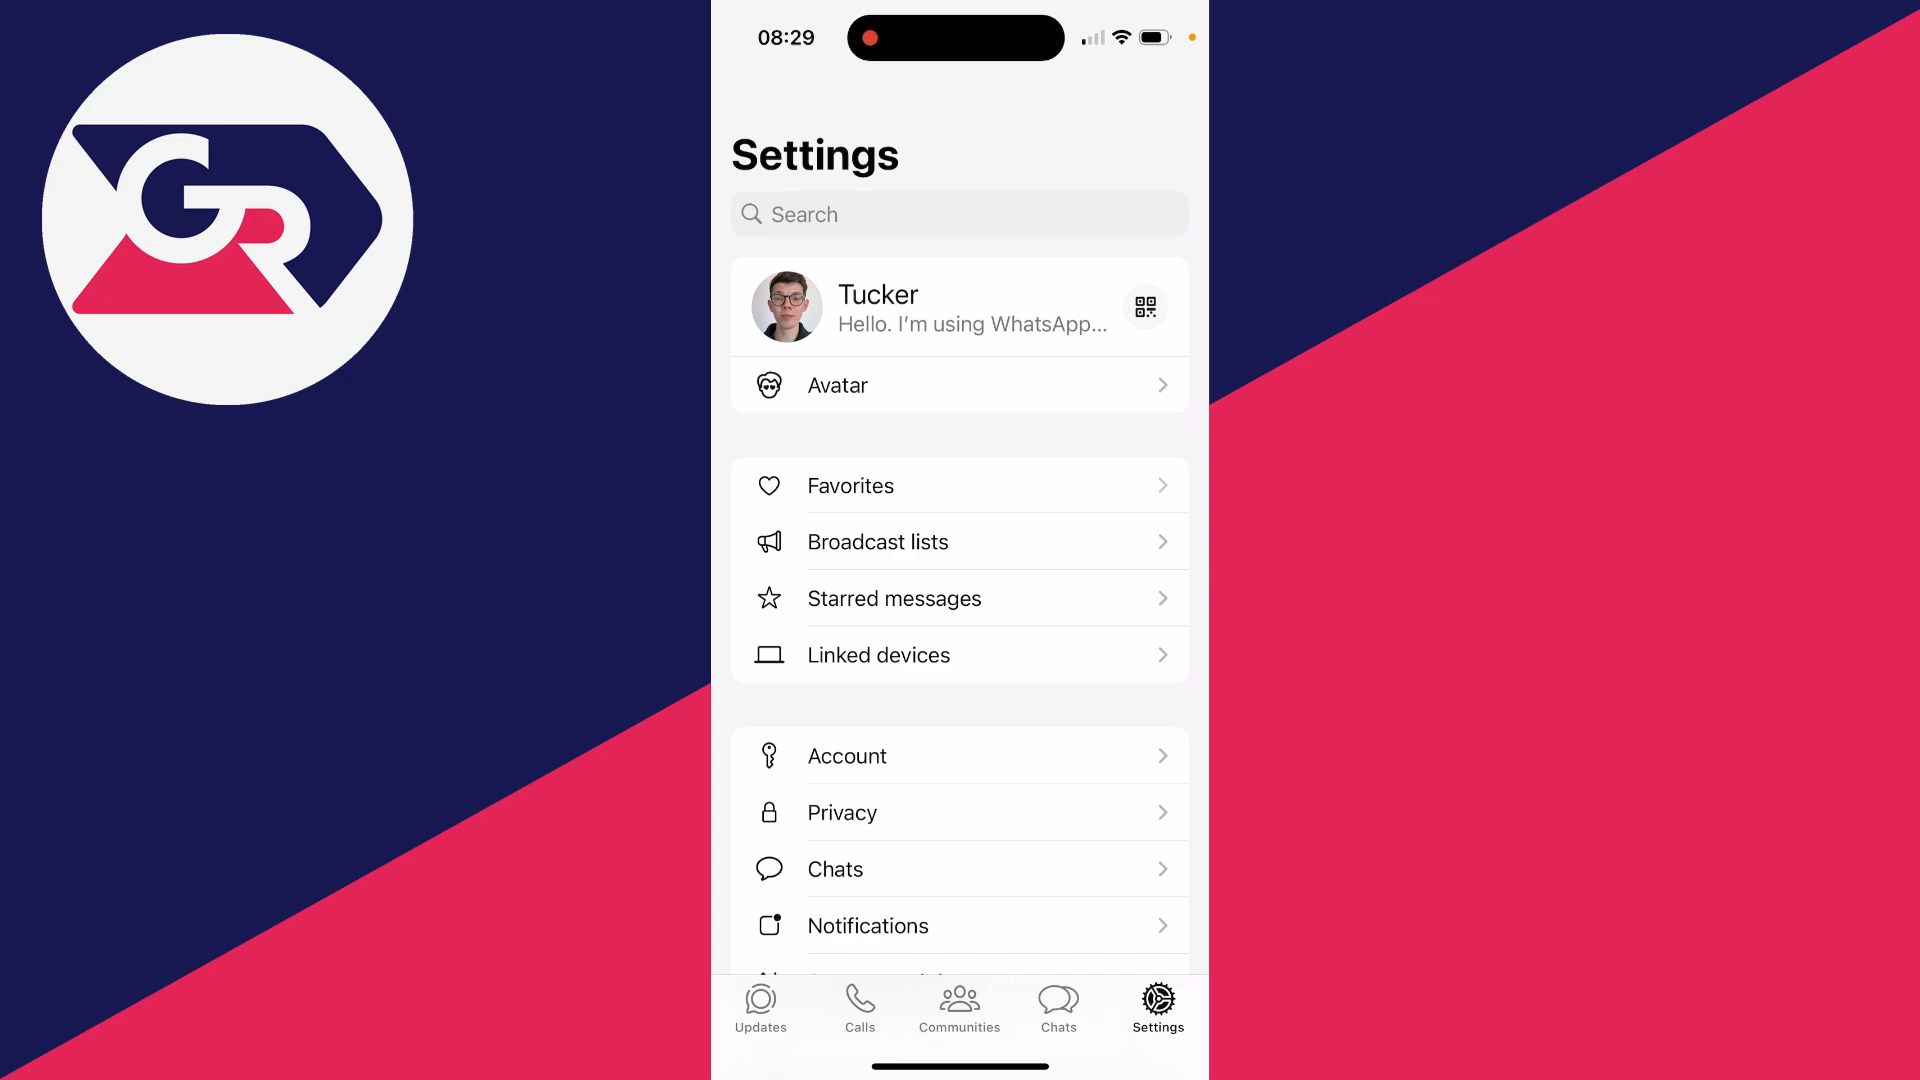 GR
08:29
Settings
Search
Tucker
Hello. I'm using WhatsApp...
Avatar
Favorites
Broadcast lists
Starred messages
Linked devices
Account
Privacy
Chats
Notifications
Updates
Calls
Communities
Chats
Settings